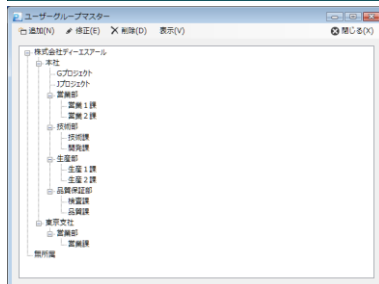 ユーザーグループマスター
追加(N) 修正(E) 削除(D) 表示(V) 閉じる(X)
株式会社ディーエスアール
本社
Gプロジェクト
Jプロジェクト
営業部
営業1課
営業2課
技術部
技術課
開発課
生産部
生産1課
生産2課
品質保証部
検査課
品質課
東京支社
営業部
営業課
無所属